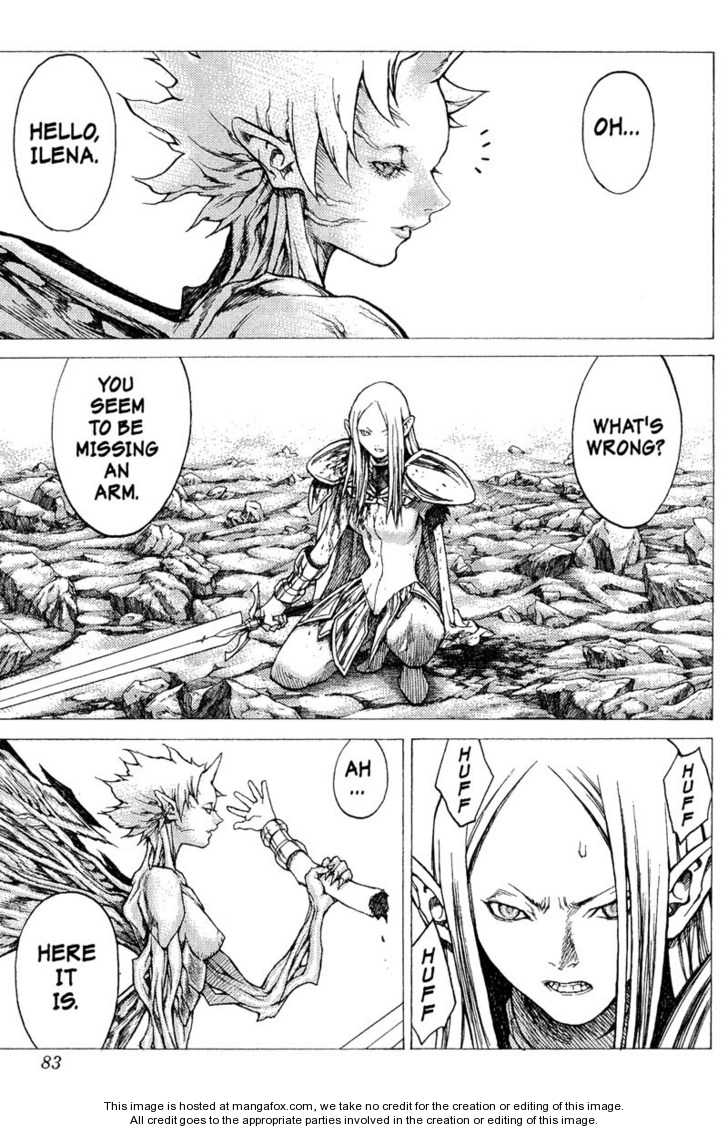 OH...
HELLO,
ILENA.
WHAT'S
WRONG?
YOU
SEEM
TO BE
MISSING
AN
ARM.
HUFF
HUFF
HUFF
AH
...
HERE
IT
IS.
83
This image is hosted at mangafox.com, we take no credit for the creation or editing of this image.
All credit goes to the appropriate parties involved in the creation or editing of this image.